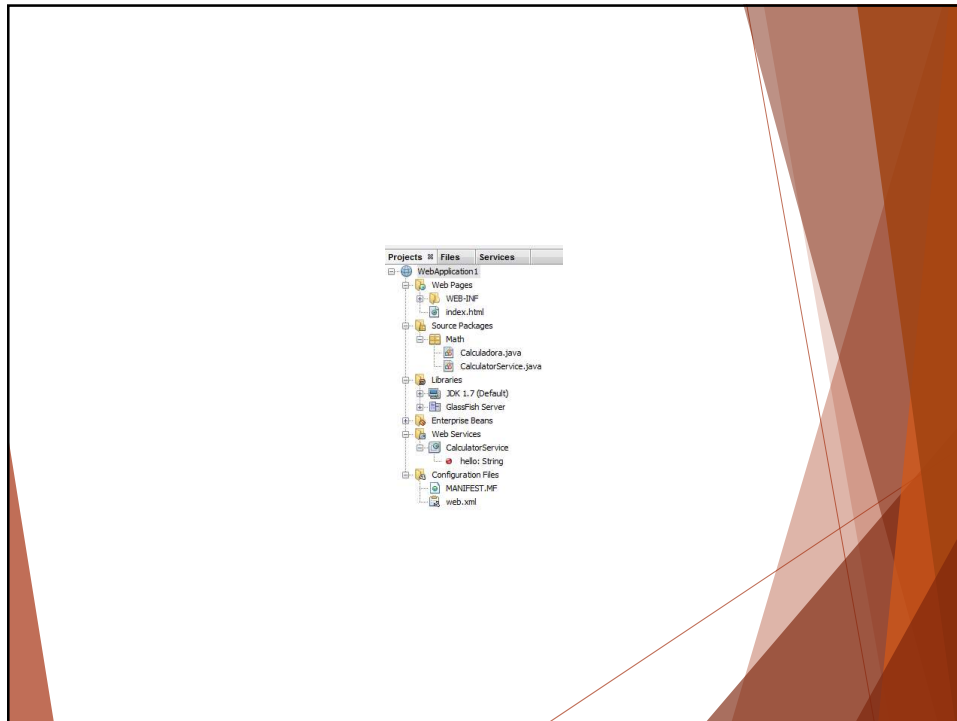 Projects Files Services
WebApplication1
Web Pages
WEB-INF
index.html
Source Packages
Math
Calculadora.java
CalculatorService.java
Libraries
JDK 1.7 (Default)
GlassFish Server
Enterprise Beans
Web Services
CalculatorService
hello: String
Configuration Files
MANIFEST.MF
web.xml